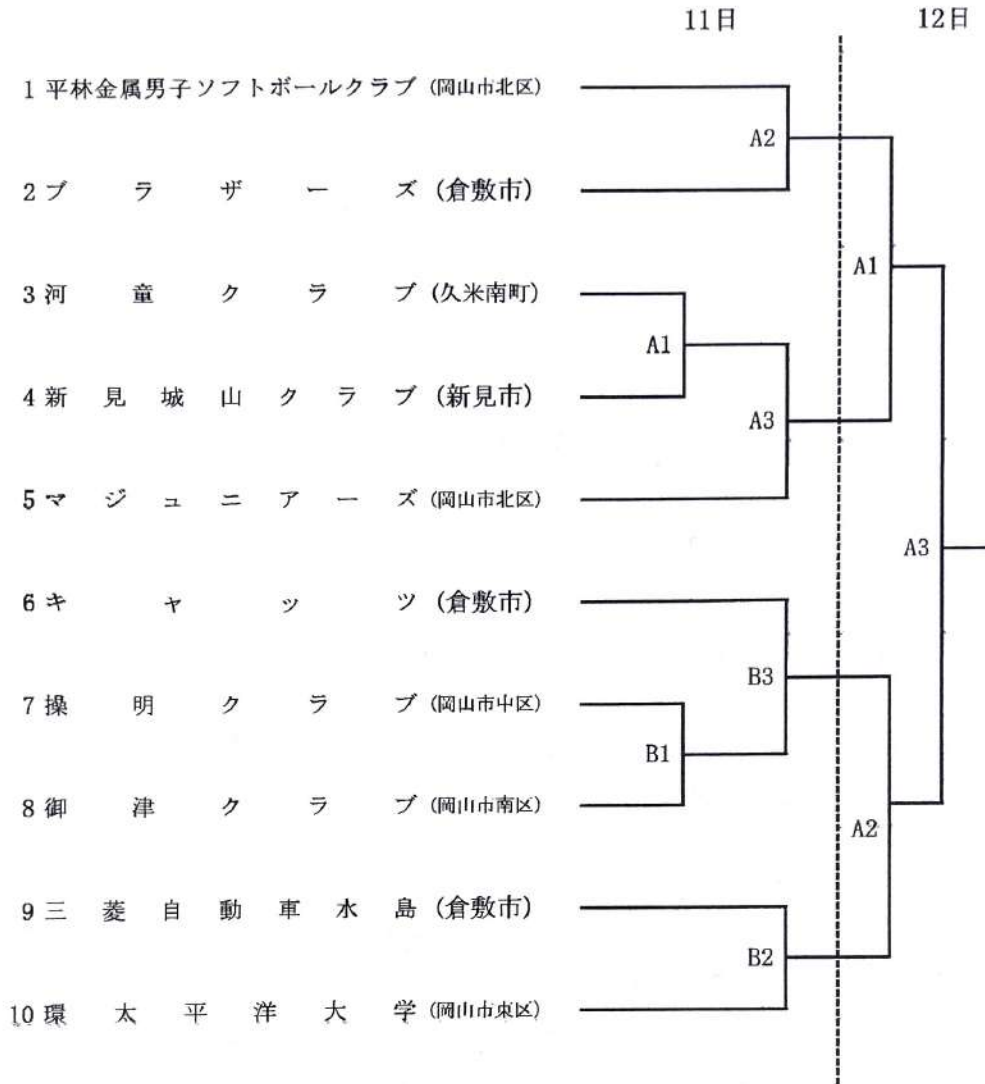 11日 12日
1 平林金属男子ソフトボールクラブ (岡山市北区)
A2
2 ブラザーズ (倉敷市)
A1
3 河童クラブ (久米南町)
A1
4 新見城山クラブ (新見市)
A3
5 マジュニアーズ (岡山市北区)
A3
6 キャッツ (倉敷市)
B3
7 操明クラブ (岡山市中区)
B1
8 御津クラブ (岡山市南区)
A2
9 三菱自動車水島 (倉敷市)
B2
10 環太平洋大学 (岡山市東区)